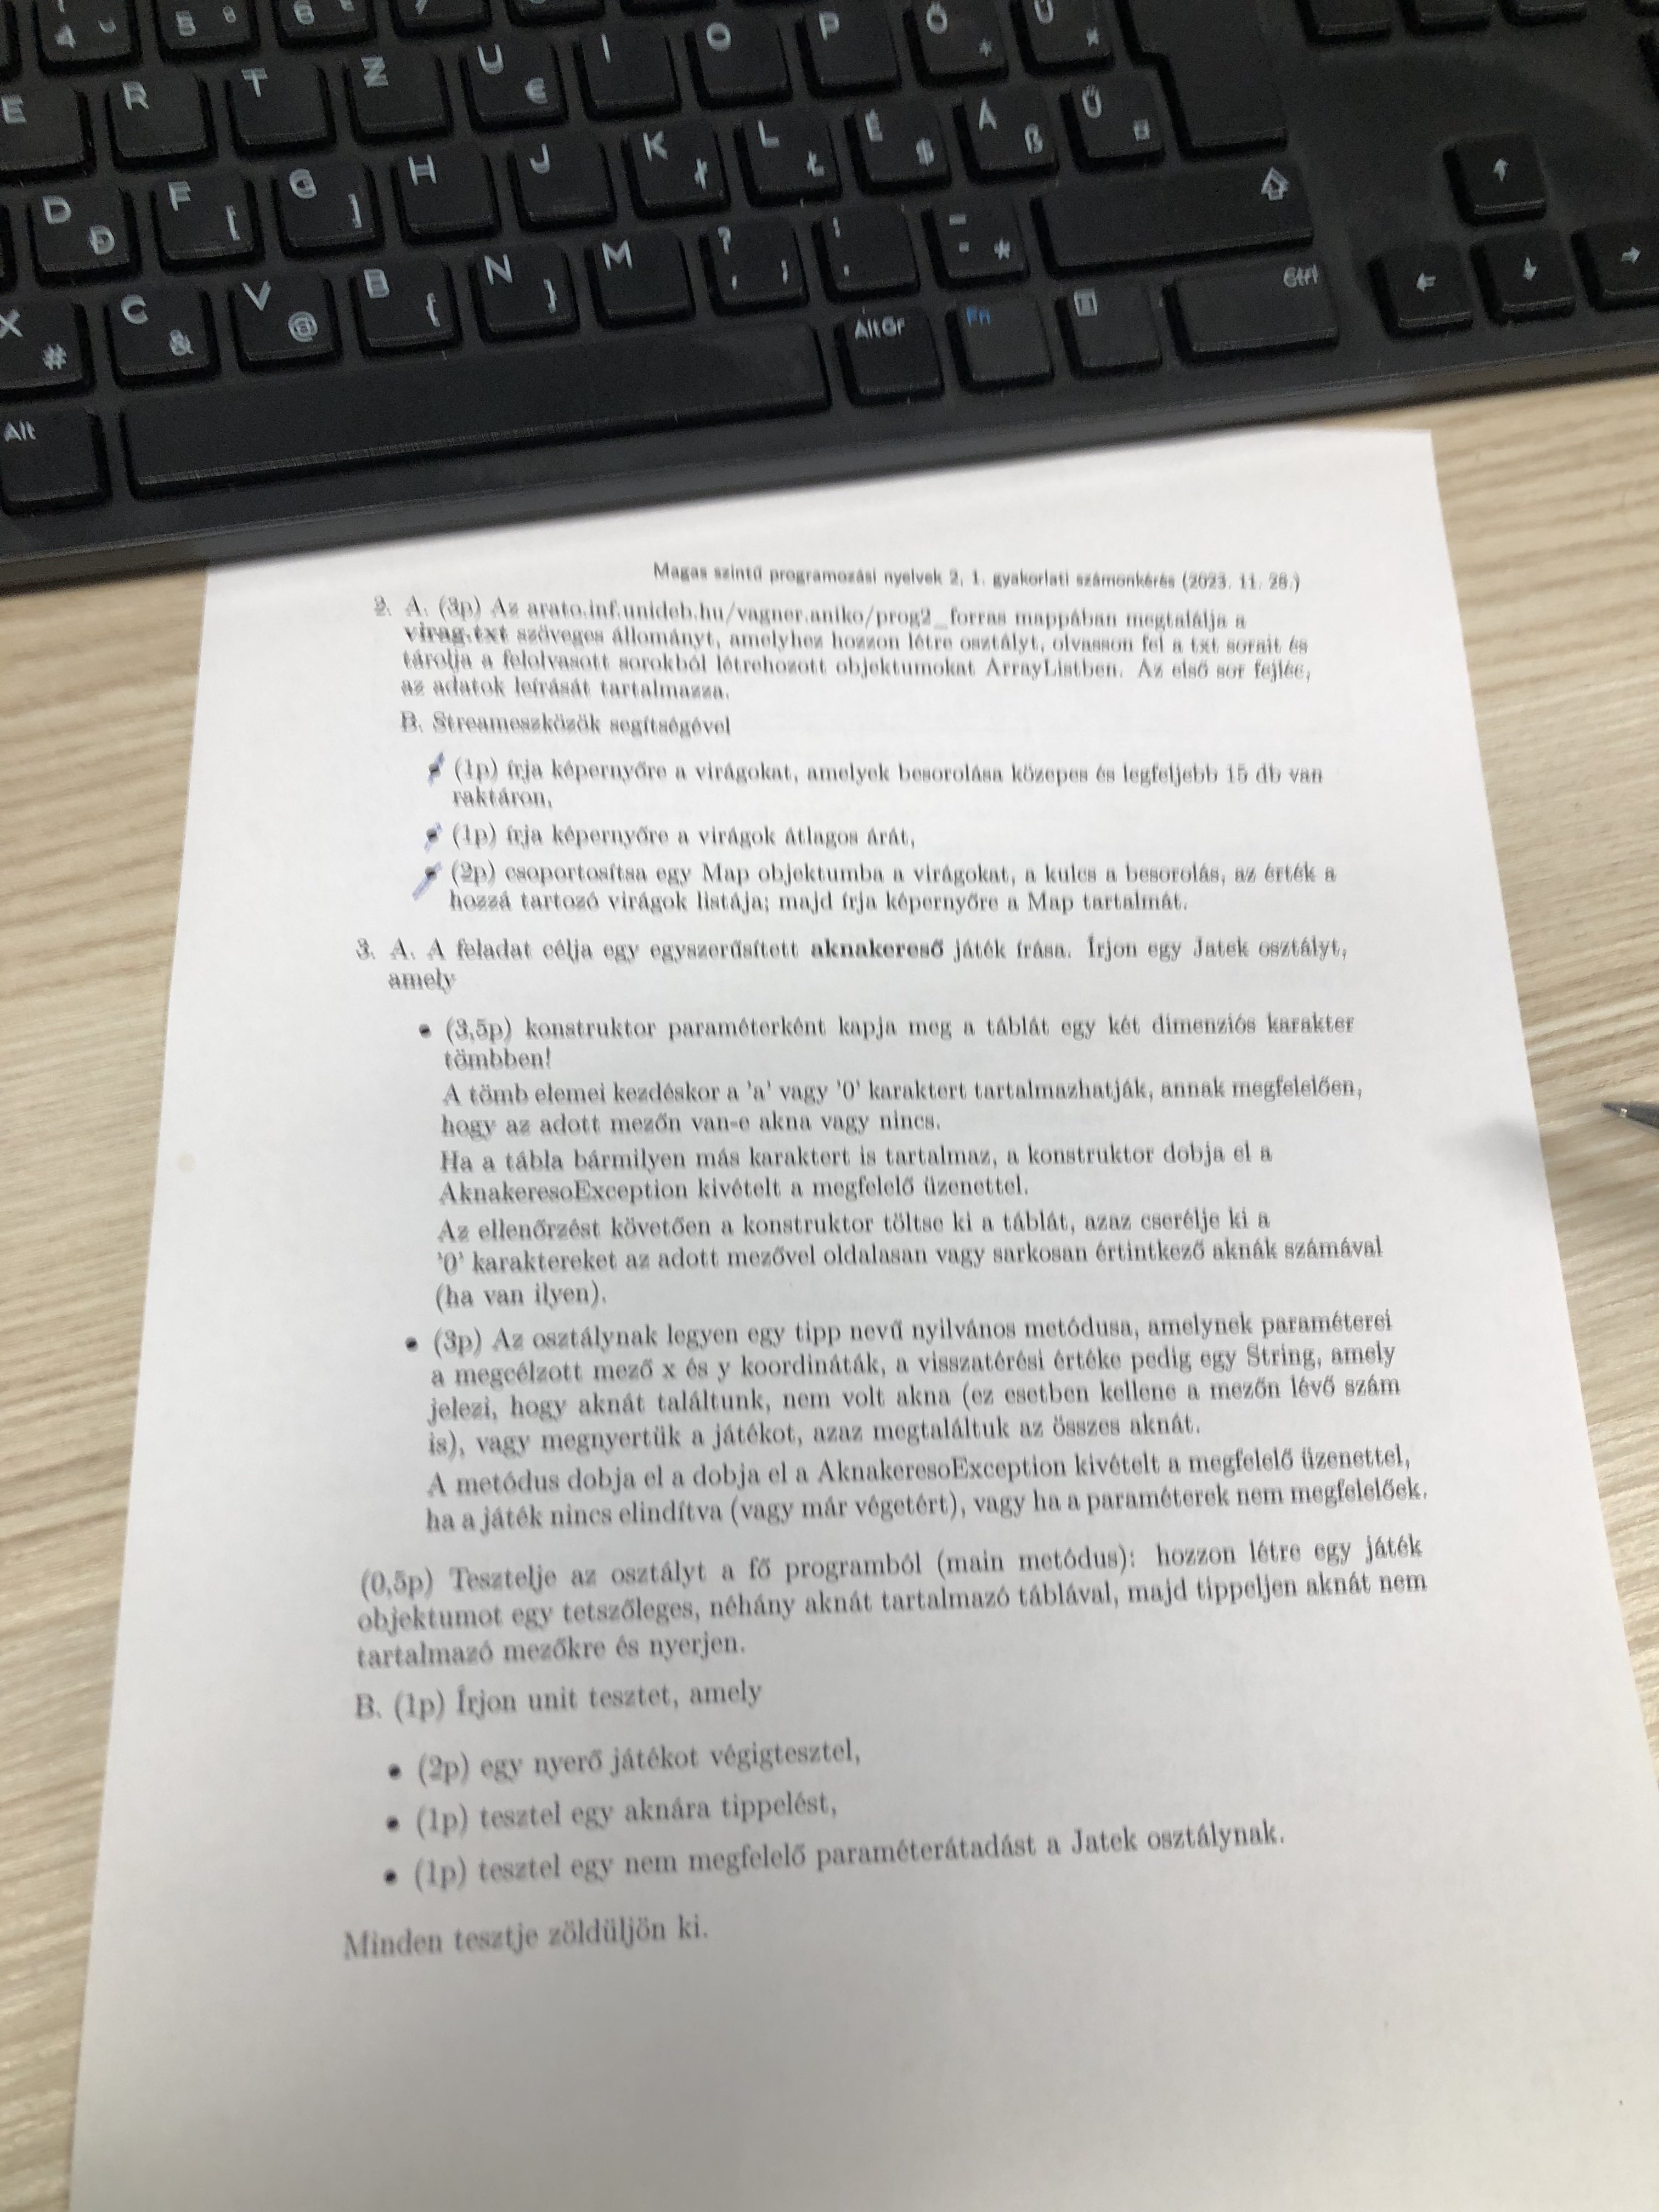 4 5 6 7 8
E R T Z U € I O P Ő + Ú ×
D Đ F [ G ] H J K ł L Ł É $ Á ß Ű ¤
X # C & V @ B { N } M ? , ; : . - *
Alt AltGr Fn Ctrl
Magas szintű programozási nyelvek 2, 1. gyakorlati számonkérés (2023. 11. 28.)
2. A. (3p) Az arato.inf.unideb.hu/vagner.aniko/prog2_forras mappában megtalálja a
virag.txt szöveges állományt, amelyhez hozzon létre osztályt, olvasson fel a txt sorait és
tárolja a felolvasott sorokból létrehozott objektumokat ArrayListben. Az első sor fejléc,
az adatok leírását tartalmazza.
B. Streameszközök segítségével
• (1p) írja képernyőre a virágokat, amelyek besorolása közepes és legfeljebb 15 db van
raktáron,
• (1p) írja képernyőre a virágok átlagos árát,
• (2p) csoportosítsa egy Map objektumba a virágokat, a kulcs a besorolás, az érték a
hozzá tartozó virágok listája; majd írja képernyőre a Map tartalmát.
3. A. A feladat célja egy egyszerűsített aknakereső játék írása. Írjon egy Jatek osztályt,
amely
• (3,5p) konstruktor paraméterként kapja meg a táblát egy két dimenziós karakter
tömbben!
A tömb elemei kezdéskor a 'a' vagy '0' karaktert tartalmazhatják, annak megfelelően,
hogy az adott mezőn van-e akna vagy nincs.
Ha a tábla bármilyen más karaktert is tartalmaz, a konstruktor dobja el a
AknakeresoException kivételt a megfelelő üzenettel.
Az ellenőrzést követően a konstruktor töltse ki a táblát, azaz cserélje ki a
'0' karaktereket az adott mezővel oldalasan vagy sarkosan értintkező aknák számával
(ha van ilyen).
• (3p) Az osztálynak legyen egy tipp nevű nyilvános metódusa, amelynek paraméterei
a megcélzott mező x és y koordináták, a visszatérési értéke pedig egy String, amely
jelezi, hogy aknát találtunk, nem volt akna (ez esetben kellene a mezőn lévő szám
is), vagy megnyertük a játékot, azaz megtaláltuk az összes aknát.
A metódus dobja el a dobja el a AknakeresoException kivételt a megfelelő üzenettel,
ha a játék nincs elindítva (vagy már végetért), vagy ha a paraméterek nem megfelelőek.
(0,5p) Tesztelje az osztályt a fő programból (main metódus): hozzon létre egy játék
objektumot egy tetszőleges, néhány aknát tartalmazó táblával, majd tippeljen aknát nem
tartalmazó mezőkre és nyerjen.
B. (1p) Írjon unit tesztet, amely
• (2p) egy nyerő játékot végigtesztel,
• (1p) tesztel egy aknára tippelést,
• (1p) tesztel egy nem megfelelő paraméterátadást a Jatek osztálynak.
Minden tesztje zöldüljön ki.